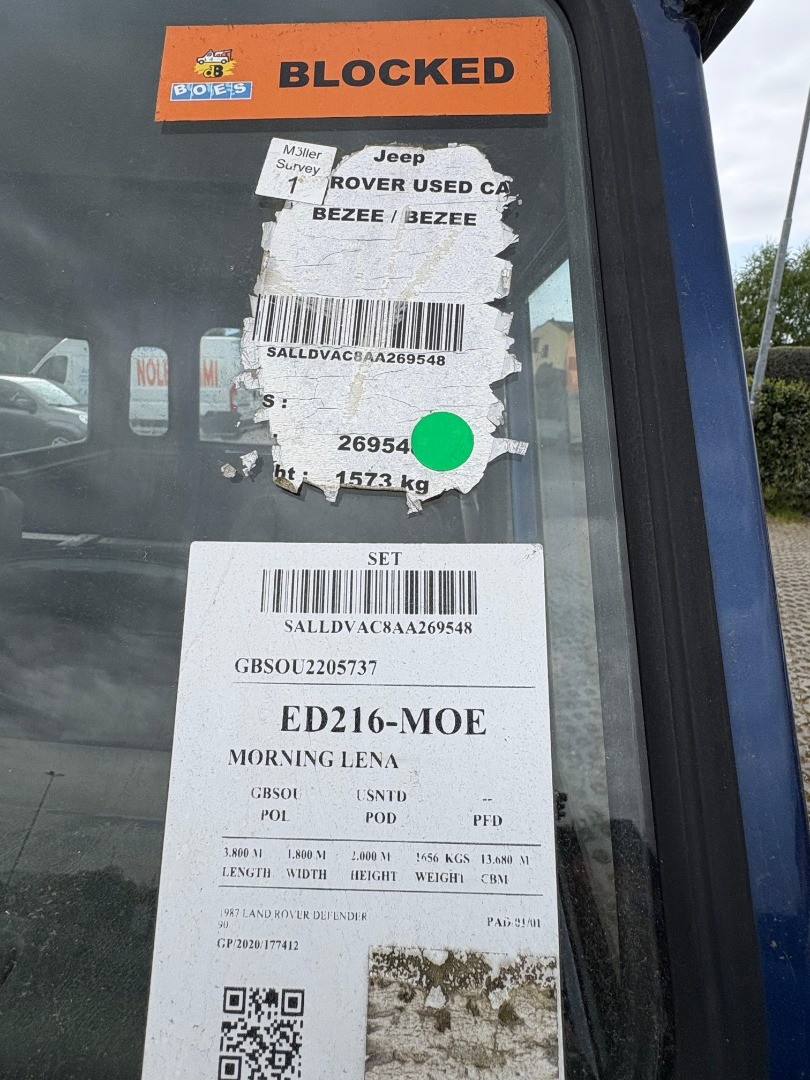 BLOCKED
dB
BOES
M3ller
Survey
1
Jeep
ROVER USED CA
BEZEE / BEZEE
SALLDVAC8AA269548
S :
26954
ht : 1573 kg
NOL MI
SET
SALLDVAC8AA269548
GBSOU2205737
ED216-MOE
MORNING LENA
GBSOU USNTD --
POL POD PFD
3.800 M 1.800 M 2.000 M 1656 KGS 13.680 M
LENGTH WIDTH HEIGHT WEIGHT CBM
1987 LAND ROVER DEFENDER
90
PAD:01/01
GP/2020/177412